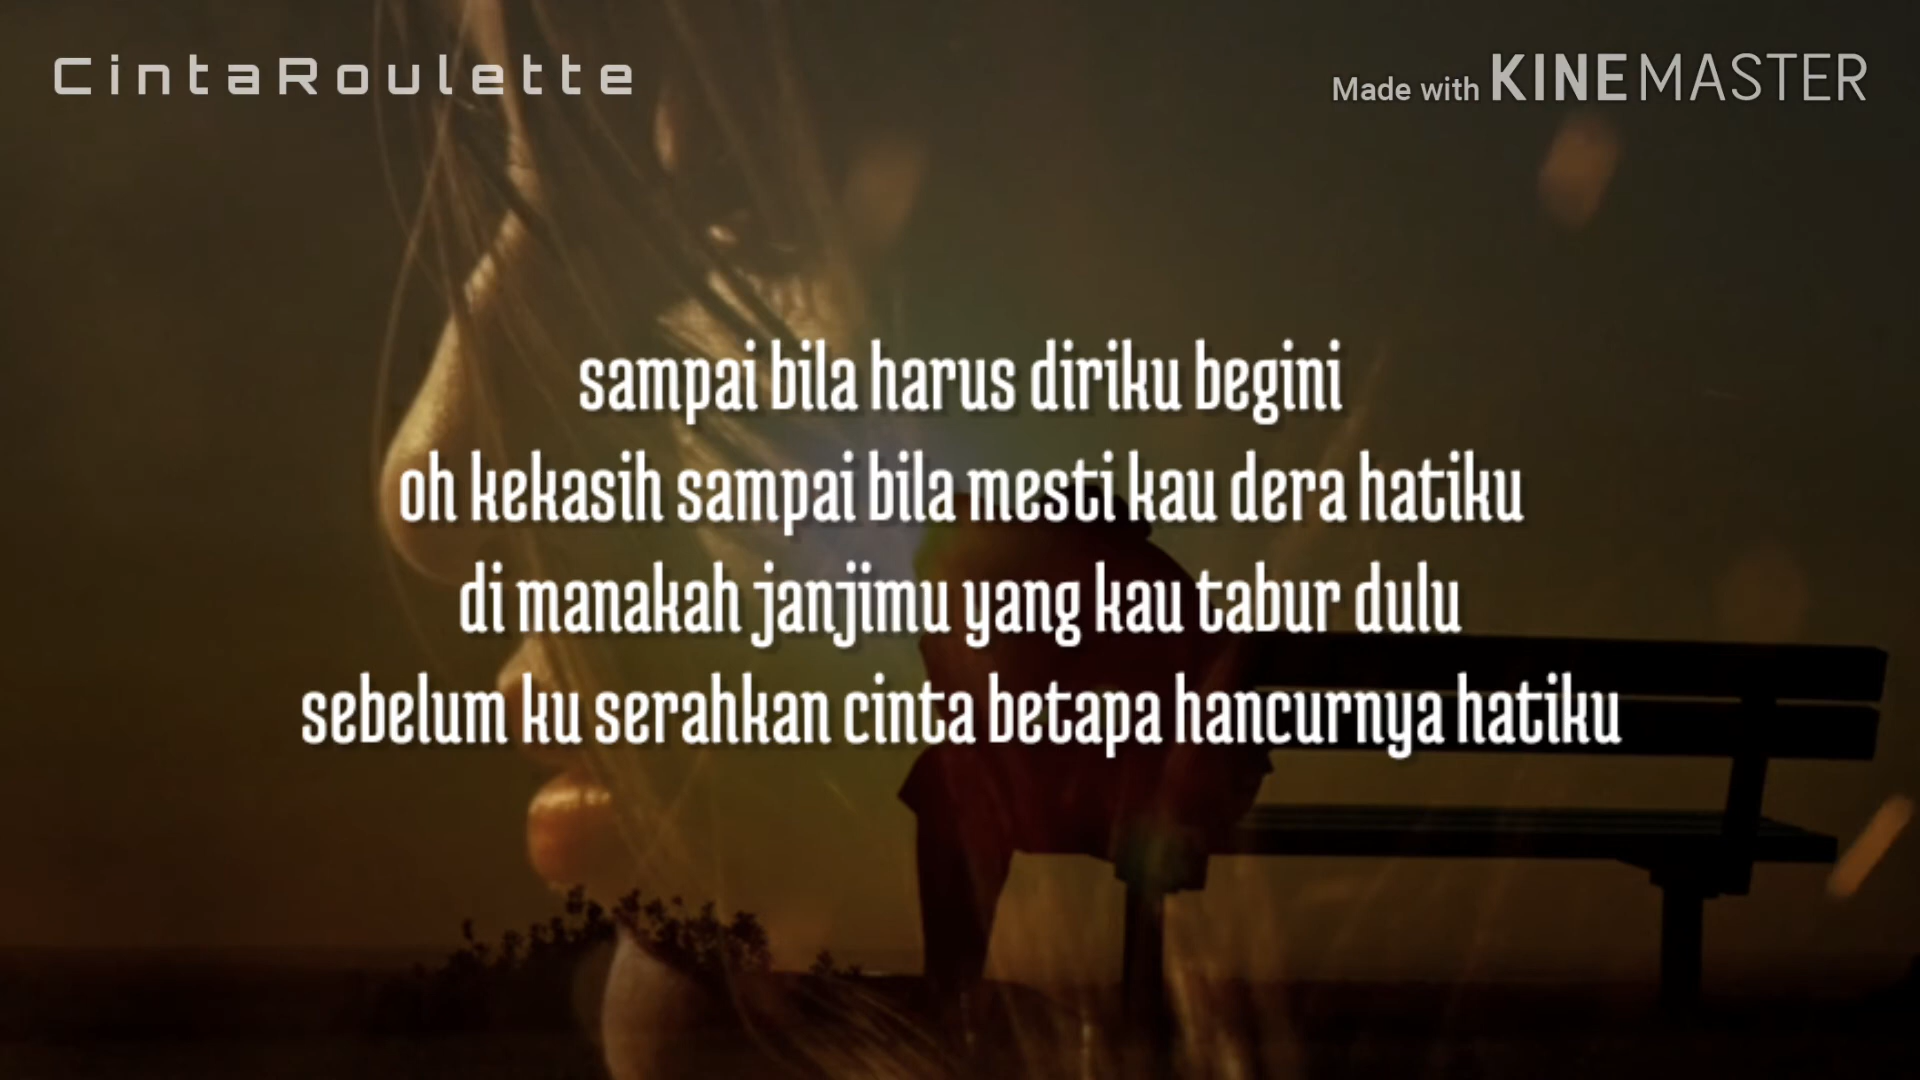 CintaRoulette
Made with KINEMASTER
sampai bila harus diriku begini
oh kekasih sampai bila mesti kau dera hatiku
di manakah janjimu yang kau tabur dulu
sebelum ku serahkan cinta betapa hancurnya hatiku